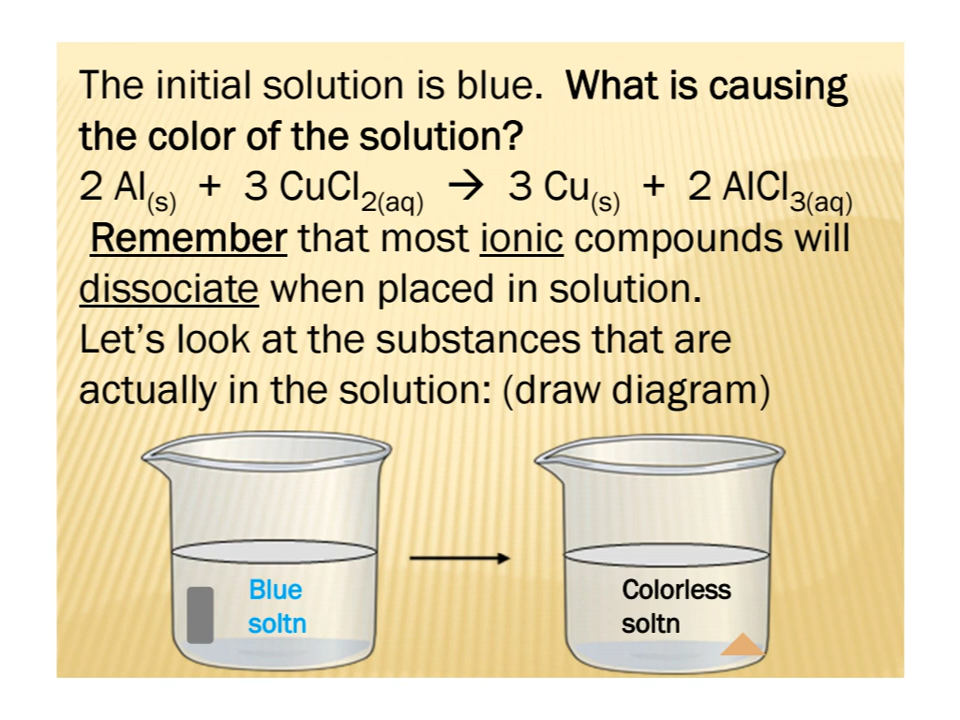 The initial solution is blue.  What is causing
the color of the solution?
2 Al(s)  +  3 CuCl2(aq)  →  3 Cu(s)  +  2 AlCl3(aq)
Remember that most ionic compounds will
dissociate when placed in solution.
Let's look at the substances that are
actually in the solution: (draw diagram)
Blue
soltn
Colorless
soltn